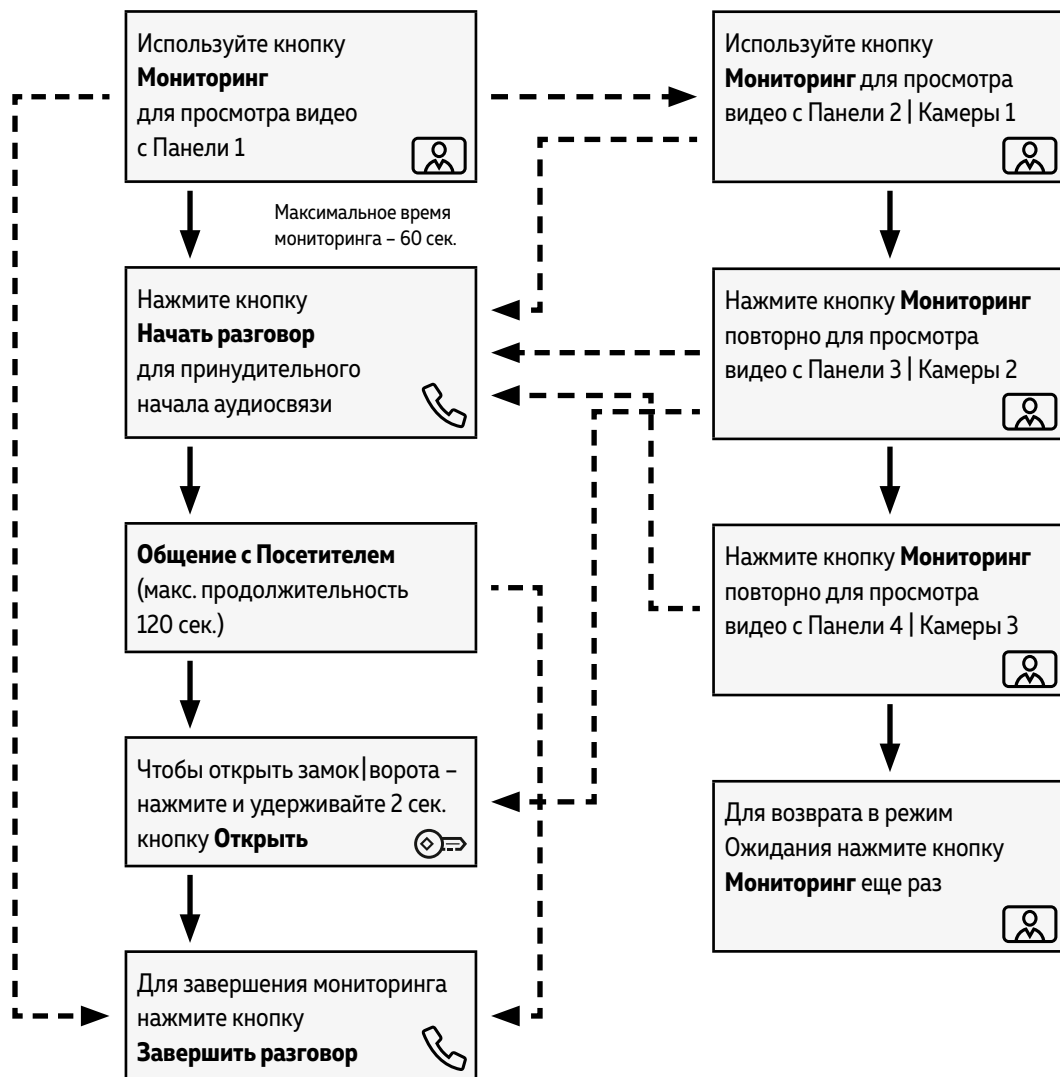 Используйте кнопку
Мониторинг
для просмотра видео
с Панели 1
Максимальное время
мониторинга – 60 сек.
Нажмите кнопку
Начать разговор
для принудительного
начала аудиосвязи
Общение с Посетителем
(макс. продолжительность
120 сек.)
Чтобы открыть замок|ворота –
нажмите и удерживайте 2 сек.
кнопку Открыть
Для завершения мониторинга
нажмите кнопку
Завершить разговор
Используйте кнопку
Мониторинг для просмотра
видео с Панели 2 | Камеры 1
Нажмите кнопку Мониторинг
повторно для просмотра
видео с Панели 3 | Камеры 2
Нажмите кнопку Мониторинг
повторно для просмотра
видео с Панели 4 | Камеры 3
Для возврата в режим
Ожидания нажмите кнопку
Мониторинг еще раз